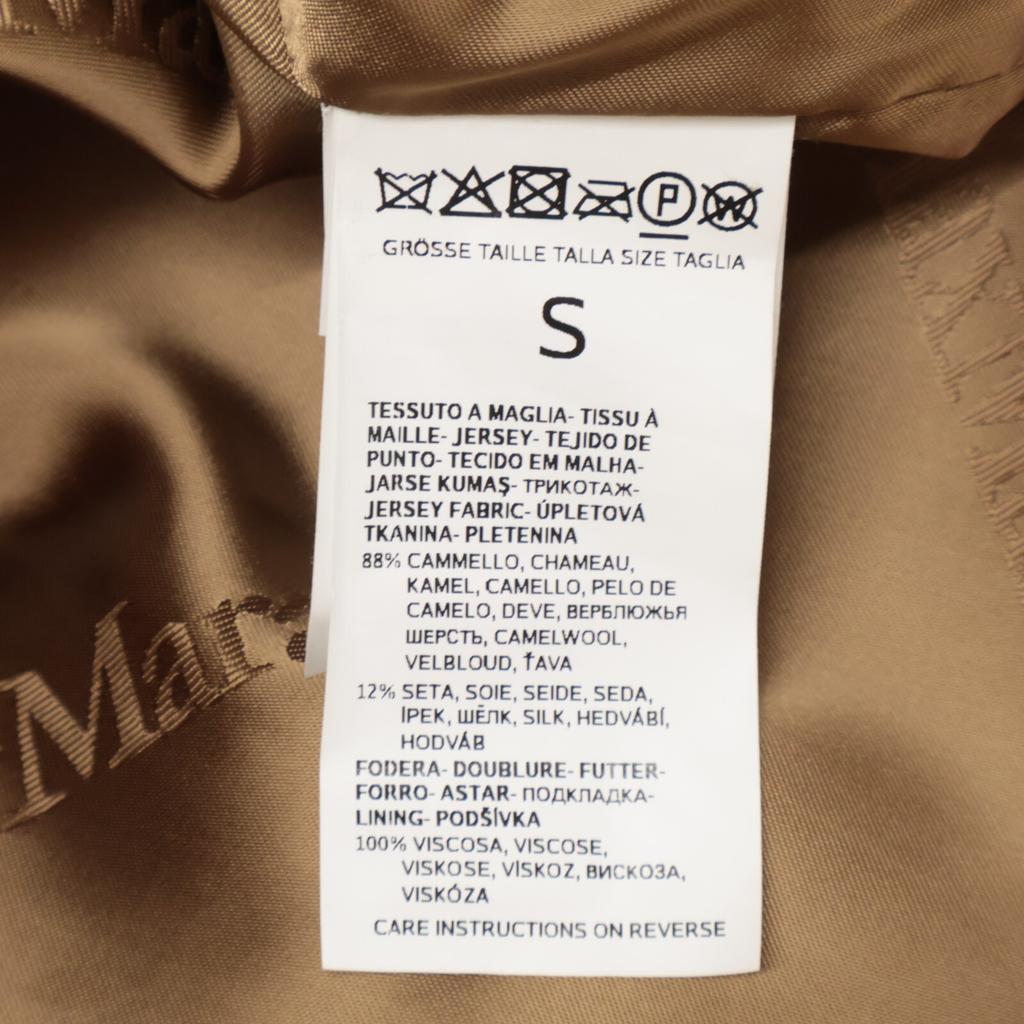 P W
GRÖSSE TAILLE TALLA SIZE TAGLIA
S
TESSUTO A MAGLIA- TISSU À
MAILLE- JERSEY- TEJIDO DE
PUNTO- TECIDO EM MALHA-
JARSE KUMAŞ- ТРИКОТАЖ-
JERSEY FABRIC- ÚPLETOVÁ
TKANINA- PLETENINA
88% CAMMELLO, CHAMEAU,
KAMEL, CAMELLO, PELO DE
CAMELO, DEVE, ВЕРБЛЮЖЬЯ
ШЕРСТЬ, CAMELWOOL,
VELBLOUD, ŤAVA
12% SETA, SOIE, SEIDE, SEDA,
İPEK, ШЁЛК, SILK, HEDVÁBÍ,
HODVÁB
FODERA- DOUBLURE- FUTTER-
FORRO- ASTAR- ПОДКЛАДКА-
LINING- PODŠÍVKA
100% VISCOSA, VISCOSE,
VISKOSE, VİSKOZ, ВИСКОЗА,
VISKÓZA
CARE INSTRUCTIONS ON REVERSE
Mar